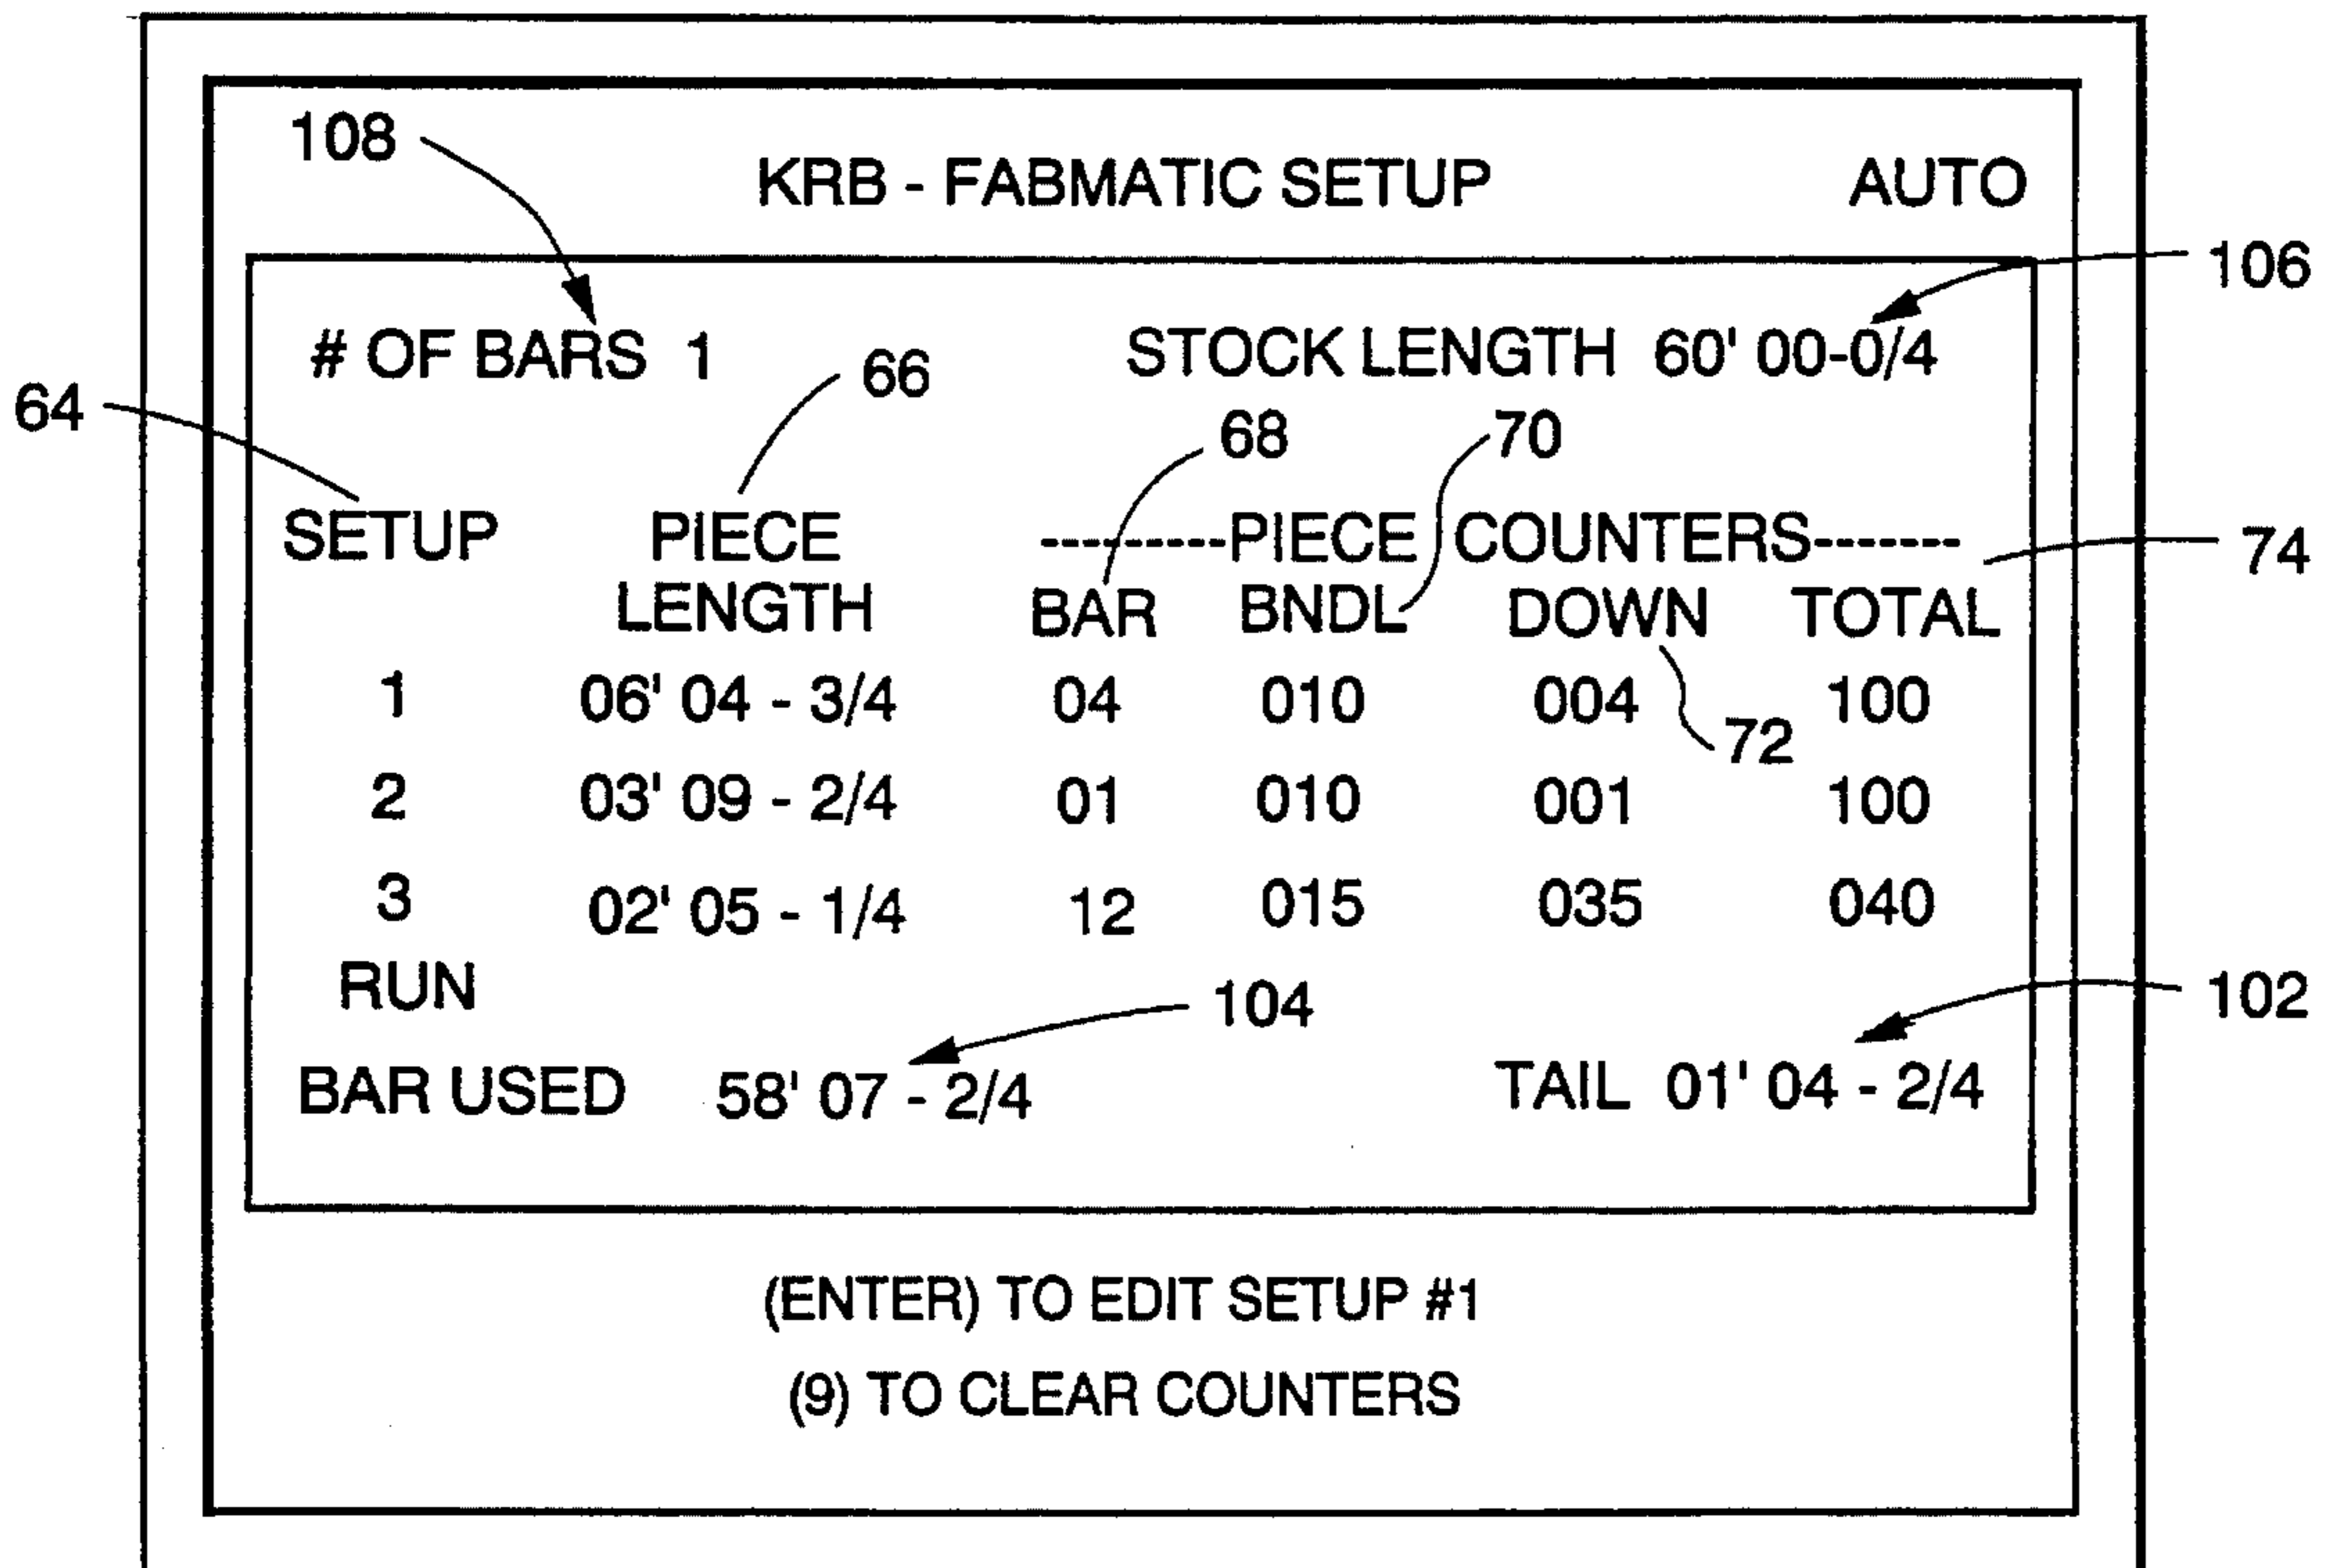 108
KRB - FABMATIC SETUP AUTO
106
# OF BARS 1 STOCK LENGTH 60' 00-0/4
66
64
68 70
SETUP PIECE ---------PIECE COUNTERS-------
74
LENGTH BAR BNDL DOWN TOTAL
1 06' 04 - 3/4 04 010 004 100
72
2 03' 09 - 2/4 01 010 001 100
3 02' 05 - 1/4 12 015 035 040
RUN
104 102
BAR USED 58' 07 - 2/4 TAIL 01' 04 - 2/4
(ENTER) TO EDIT SETUP #1
(9) TO CLEAR COUNTERS